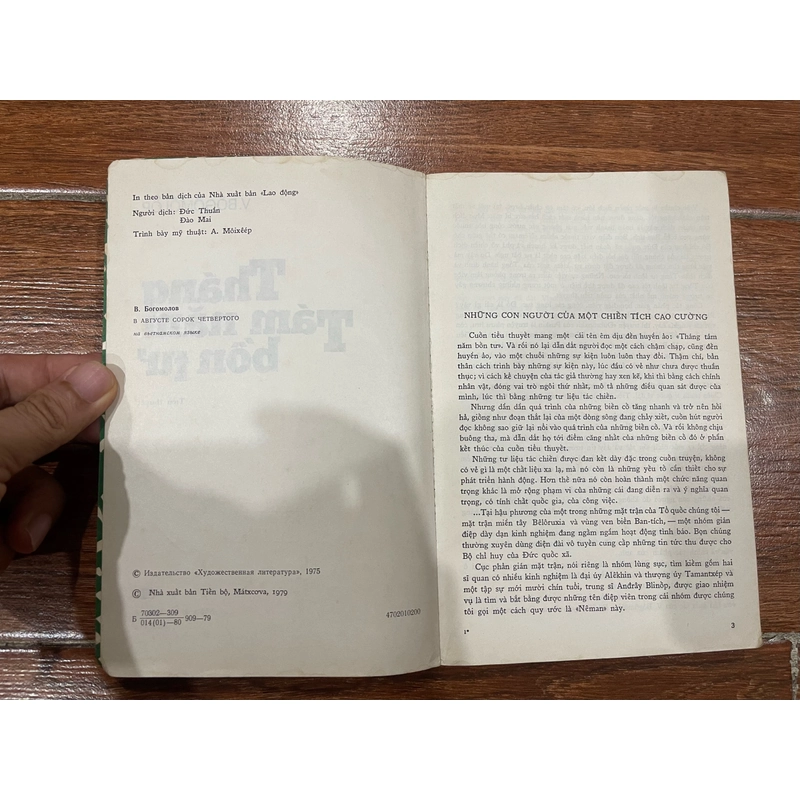 In theo bản dịch của Nhà xuất bản «Lao động»
Người dịch: Đức Thuần
Đào Mai
Trình bày mỹ thuật: A. Môixêép
Tháng
Tám năm
bốn tư
В. Богомолов
В АВГУСТЕ СОРОК ЧЕТВЕРТОГО
на вьетнамском языке
© Издательство «Художественная литература», 1975
© Nhà xuất bản Tiến bộ, Mátxcơva, 1979
Б 70302—309
014(01)—80 909—79
4702010200
NHỮNG CON NGƯỜI CỦA MỘT CHIẾN TÍCH CAO CƯỜNG
Cuốn tiểu thuyết mang một cái tên êm dịu đến huyền ảo: «Tháng tám
năm bốn tư». Và rồi nó lại dẫn dắt người đọc một cách chậm chạp, cũng đến
huyền ảo, vào một chuỗi những sự kiện luôn luôn thay đổi. Thậm chí, bản
thân cách trình bày những sự kiện này, lúc đầu có vẻ như chưa được thuần
thục; vì cách kể chuyện của tác giả thường hay xen kẽ, khi thì bằng cách chính
nhân vật, đóng vai trò ngôi thứ nhất, mô tả những điều quan sát được của
mình, lúc thì bằng những tư liệu tác chiến.
Nhưng dần dần quá trình của những biến cố tăng nhanh và trở nên hối
hả, giống như đoạn thắt lại của một dòng sông đang chảy xiết, cuốn hút người
đọc không sao giữ lại nổi vào quá trình của những biến cố. Và rồi không chịu
buông tha, mà dẫn dắt họ tới điểm căng nhất của những biến cố đó ở phần
kết thúc của cuốn tiểu thuyết.
Những tư liệu tác chiến được đan kết dày đặc trong cuốn truyện, không
có vẻ gì là một chất liệu xa lạ, mà nó còn là những yếu tố cần thiết cho sự
phát triển hành động. Hơn thế nữa nó còn hoàn thành một chức năng quan
trọng khác là mở rộng phạm vi của những cái đang diễn ra và ý nghĩa quan
trọng, có tính chất quốc gia, của công việc.
...Tại hậu phương của một trong những mặt trận của Tổ quốc chúng tôi —
mặt trận miền tây Bêlôruxia và vùng ven biển Ban-tích, — một nhóm gián
điệp dày dạn kinh nghiệm đang ngấm ngầm hoạt động tình báo. Bọn chúng
thường xuyên dùng điện đài vô tuyến cung cấp những tin tức thu được cho
Bộ chỉ huy của Đức quốc xã.
Cục phản gián mặt trận, nói riêng là nhóm lùng sục, tìm kiếm gồm hai
sĩ quan có nhiều kinh nghiệm là đại úy Alêkhin và thượng úy Tamantxép và
một tập sự mới mười chín tuổi, trung sĩ Anđrây Blinốp, được giao nhiệm
vụ là tìm và bắt bằng được những tên điệp viên trong cái nhóm được chúng
tôi gọi một cách quy ước là «Nêman» này.
1*
3